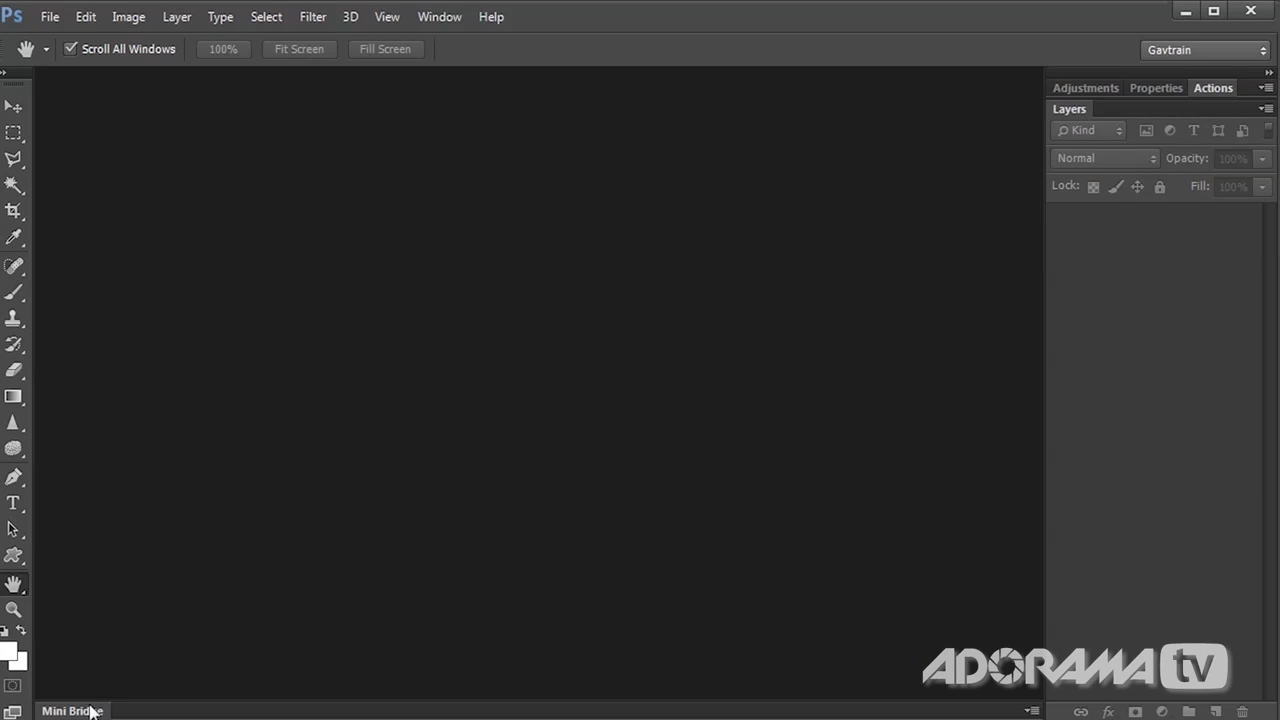 Ps File Edit Image Layer Type Select Filter 3D View Window Help
Scroll All Windows 100% Fit Screen Fill Screen Gavtrain
Adjustments Properties Actions
Layers
Kind
Normal Opacity: 100%
Lock: Fill: 100%
ADORAMA tv
Mini Bridge fx